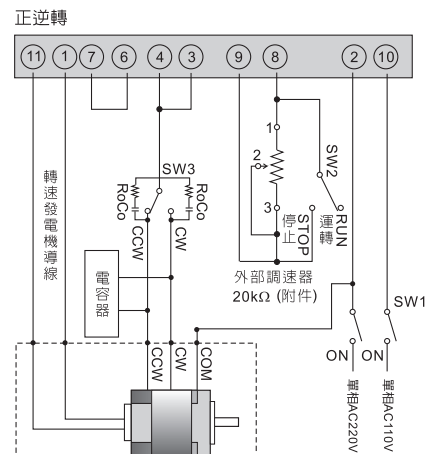 正逆轉
11 1 7 6 4 3 9 8 2 10
轉速發電機導線
SW3
RoCo
RoCo
CCW
CW
電容器
1
2
3
SW2
停止
STOP
運轉
RUN
外部調速器
20kΩ (附件)
SW1
ON
ON
CCW
CW
COM
單相AC220V
單相AC110V